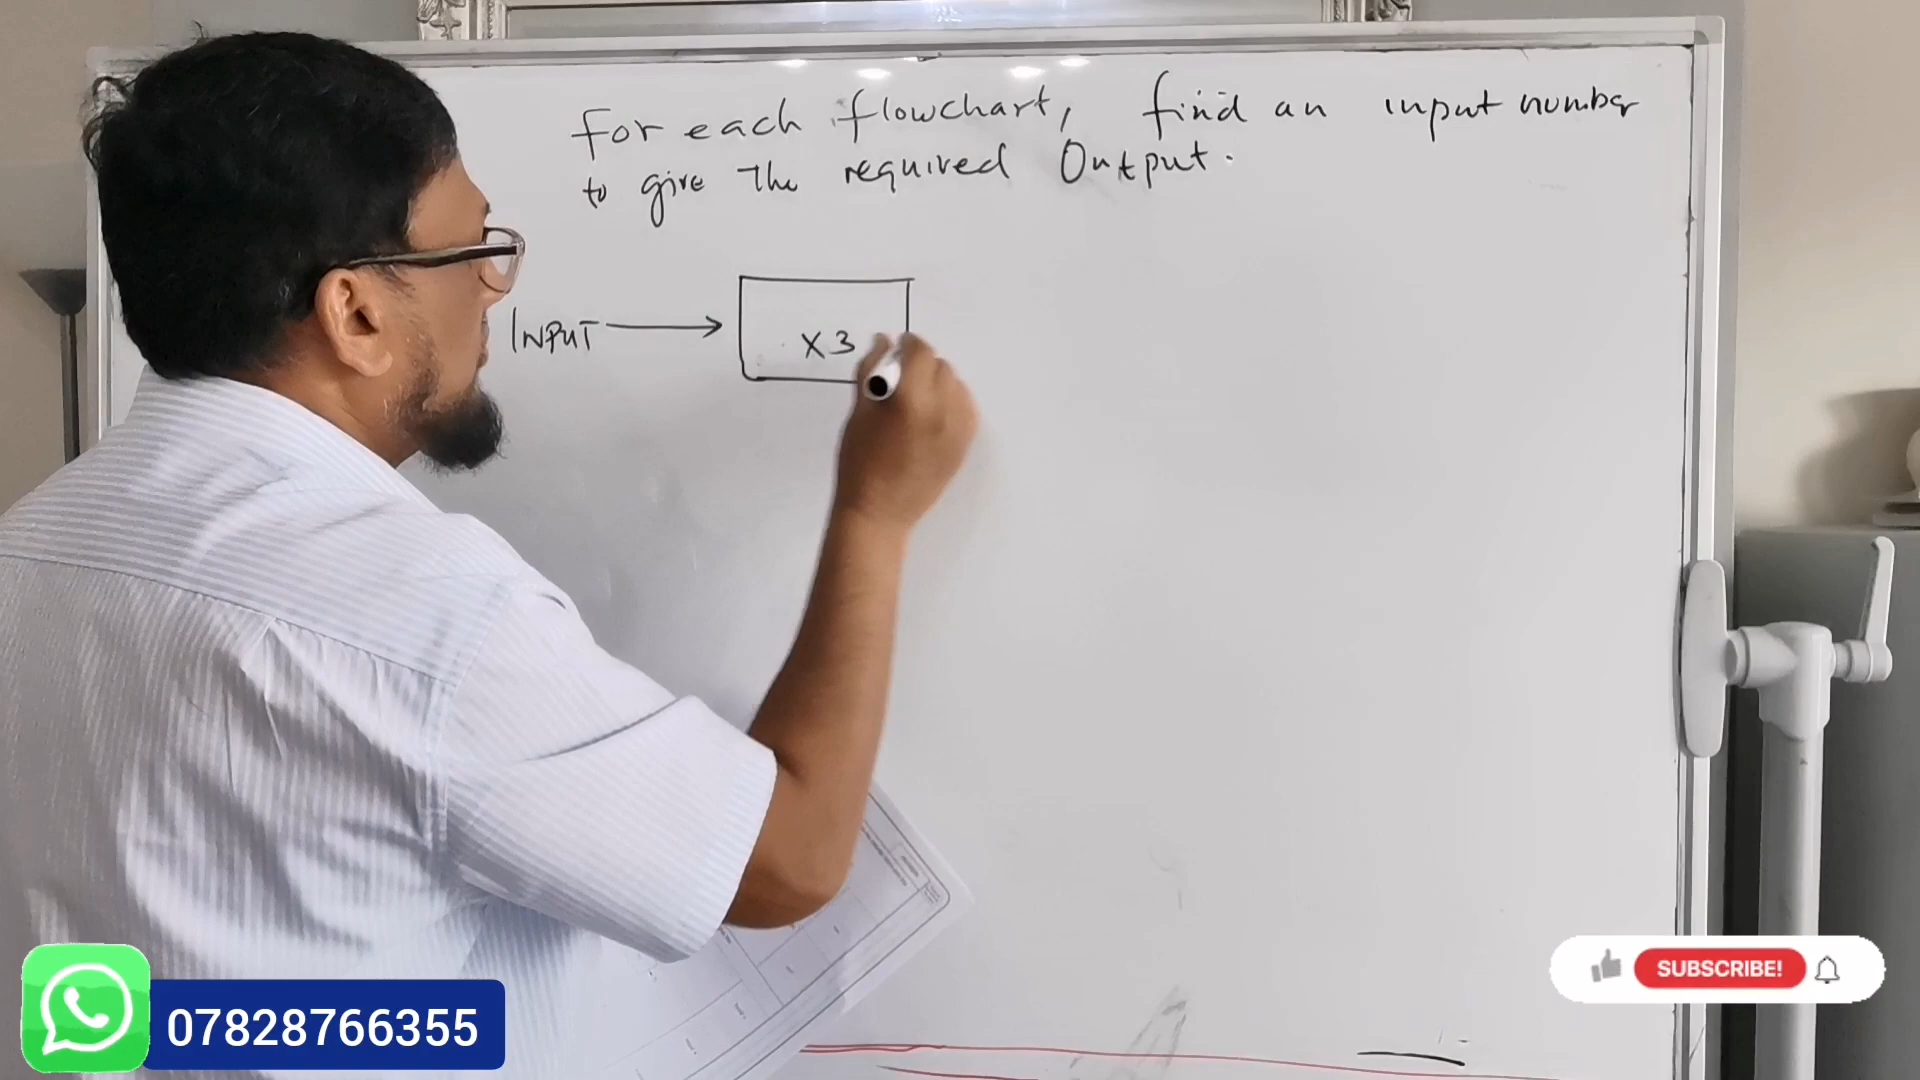 for each flowchart, find an input number
to give the required Output.
INPUT
X3
07828766355
SUBSCRIBE!